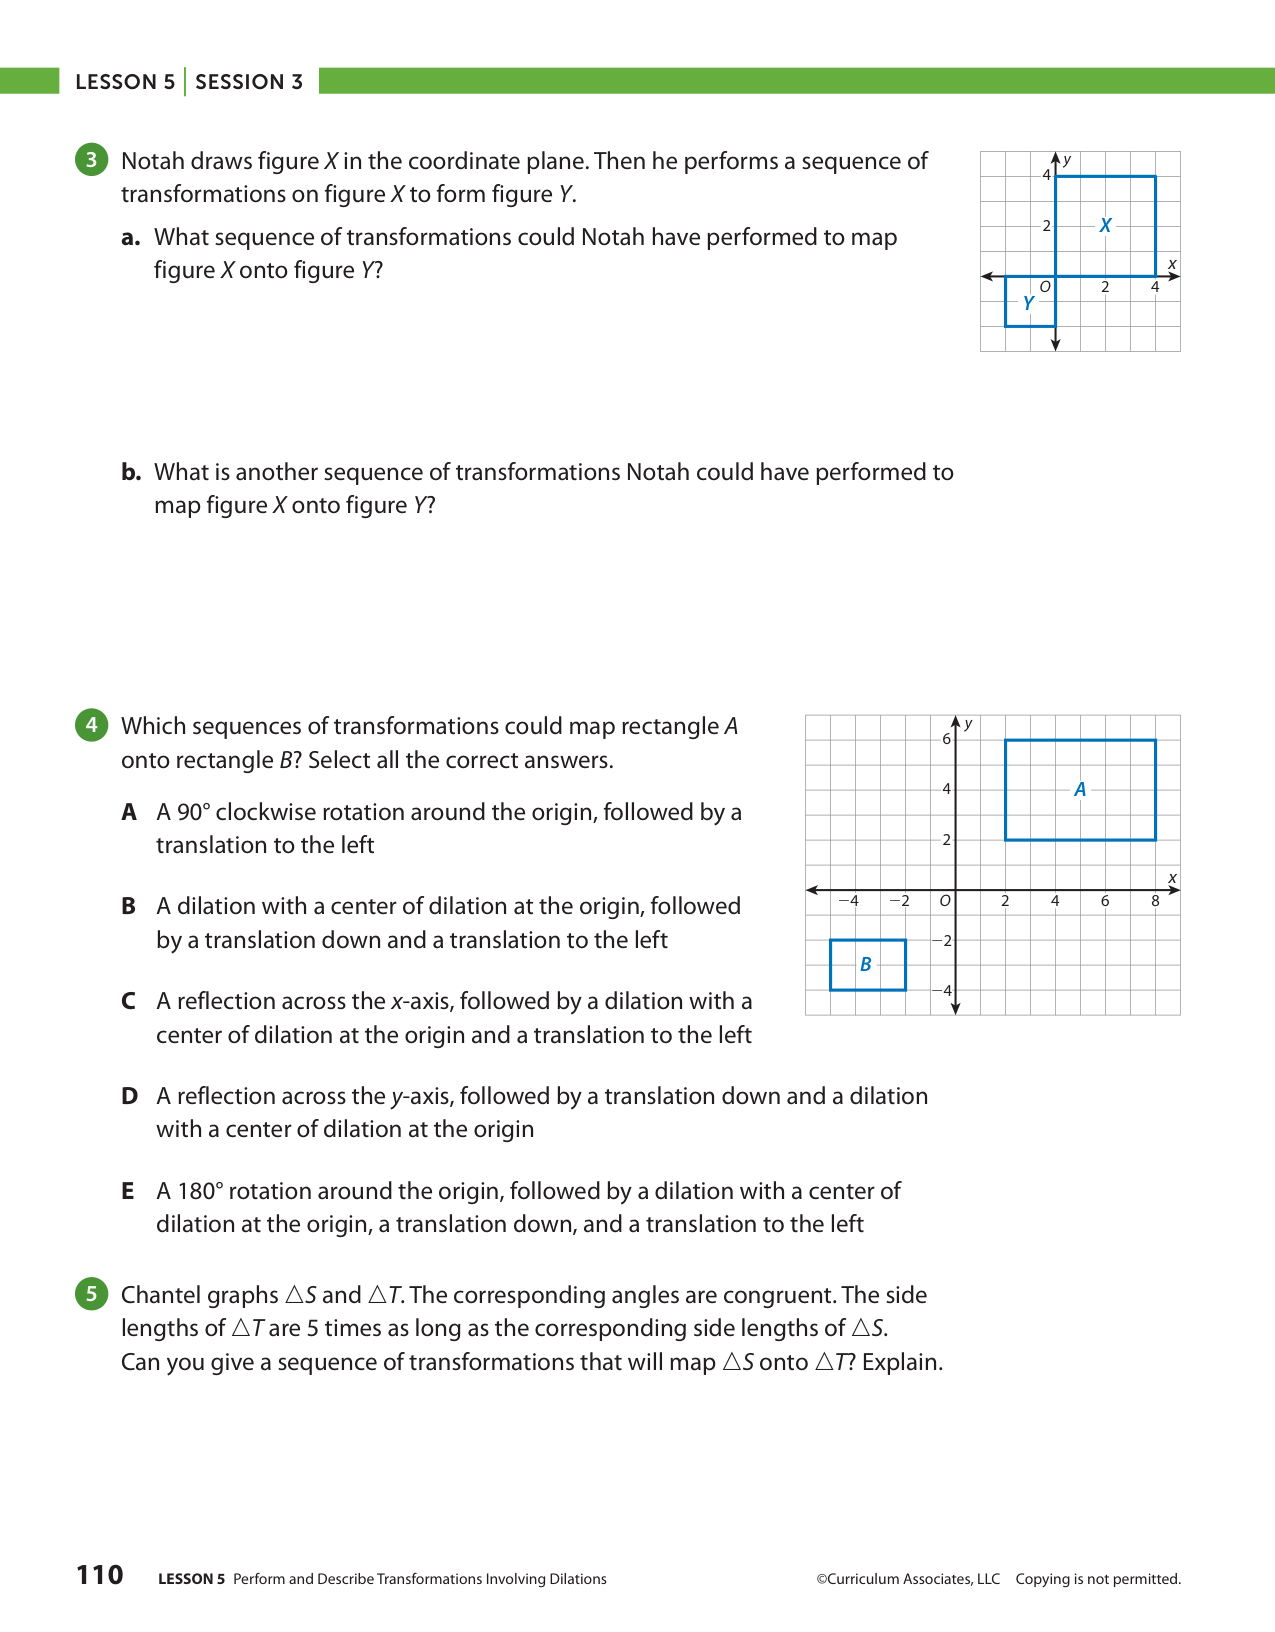 LESSON 5 | SESSION 3
3 Notah draws figure X in the coordinate plane. Then he performs a sequence of
transformations on figure X to form figure Y.
a. What sequence of transformations could Notah have performed to map
figure X onto figure Y?
y
4
2
X
x
O
2
4
Y
b. What is another sequence of transformations Notah could have performed to
map figure X onto figure Y?
4 Which sequences of transformations could map rectangle A
onto rectangle B? Select all the correct answers.
A A 90° clockwise rotation around the origin, followed by a
translation to the left
B A dilation with a center of dilation at the origin, followed
by a translation down and a translation to the left
C A reflection across the x-axis, followed by a dilation with a
center of dilation at the origin and a translation to the left
D A reflection across the y-axis, followed by a translation down and a dilation
with a center of dilation at the origin
E A 180° rotation around the origin, followed by a dilation with a center of
dilation at the origin, a translation down, and a translation to the left
y
6
4
A
2
x
−4 −2 O 2 4 6 8
−2
B
−4
5 Chantel graphs △S and △T. The corresponding angles are congruent. The side
lengths of △T are 5 times as long as the corresponding side lengths of △S.
Can you give a sequence of transformations that will map △S onto △T? Explain.
110 LESSON 5 Perform and Describe Transformations Involving Dilations ©Curriculum Associates, LLC Copying is not permitted.